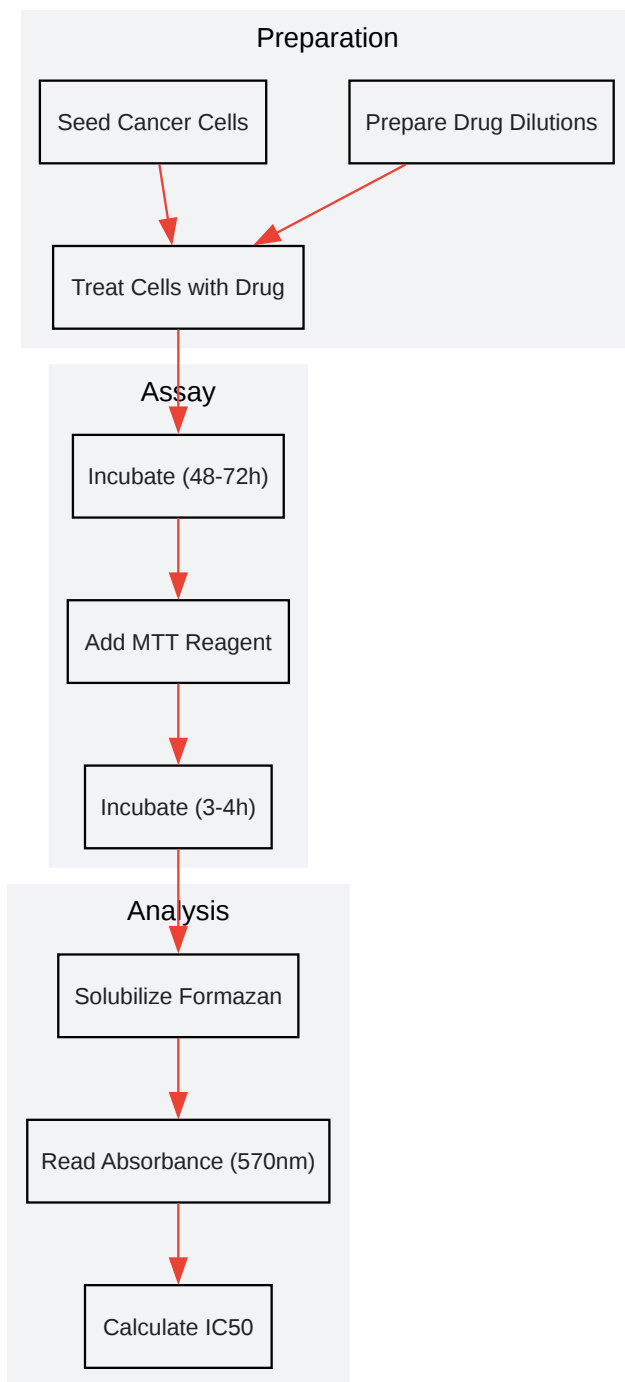 Preparation
Seed Cancer Cells
Prepare Drug Dilutions
Treat Cells with Drug
Assay
Incubate (48-72h)
Add MTT Reagent
Incubate (3-4h)
Analysis
Solubilize Formazan
Read Absorbance (570nm)
Calculate IC50